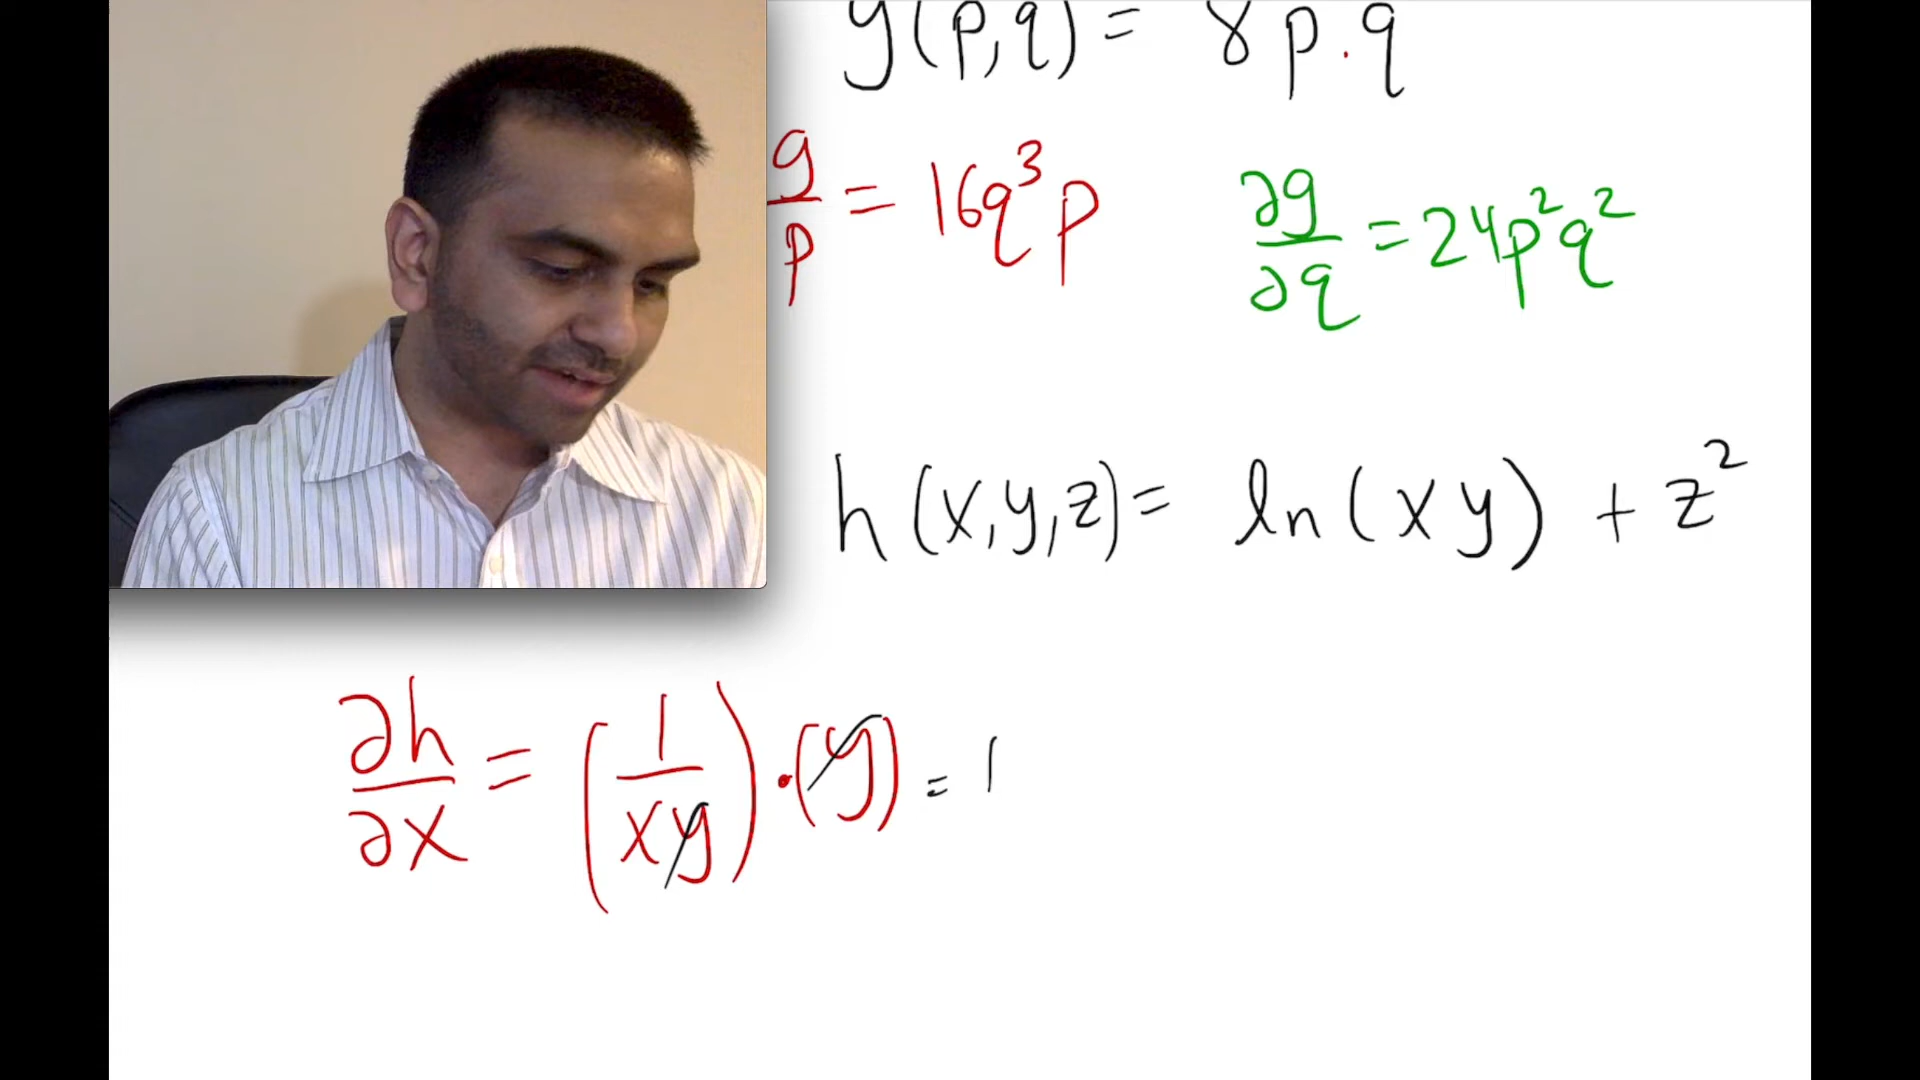 g(p,q) = 8p·q
g/p = 16q³p ∂g/∂q = 24p²q²
h(x,y,z) = ln(xy) + z²
∂h/∂x = (1/xy)·(y) = 1